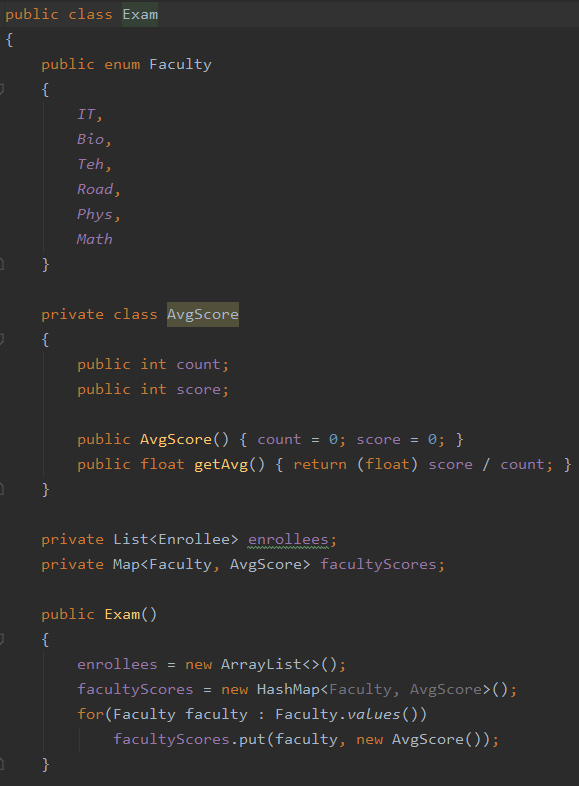 public class Exam
{
    public enum Faculty
    {
        IT,
        Bio,
        Teh,
        Road,
        Phys,
        Math
    }
    private class AvgScore
    {
        public int count;
        public int score;
        public AvgScore() { count = 0; score = 0; }
        public float getAvg() { return (float) score / count; }
    }
    private List<Enrollee> enrollees;
    private Map<Faculty, AvgScore> facultyScores;
    public Exam()
    {
        enrollees = new ArrayList<>();
        facultyScores = new HashMap<Faculty, AvgScore>();
        for(Faculty faculty : Faculty.values())
            facultyScores.put(faculty, new AvgScore());
    }